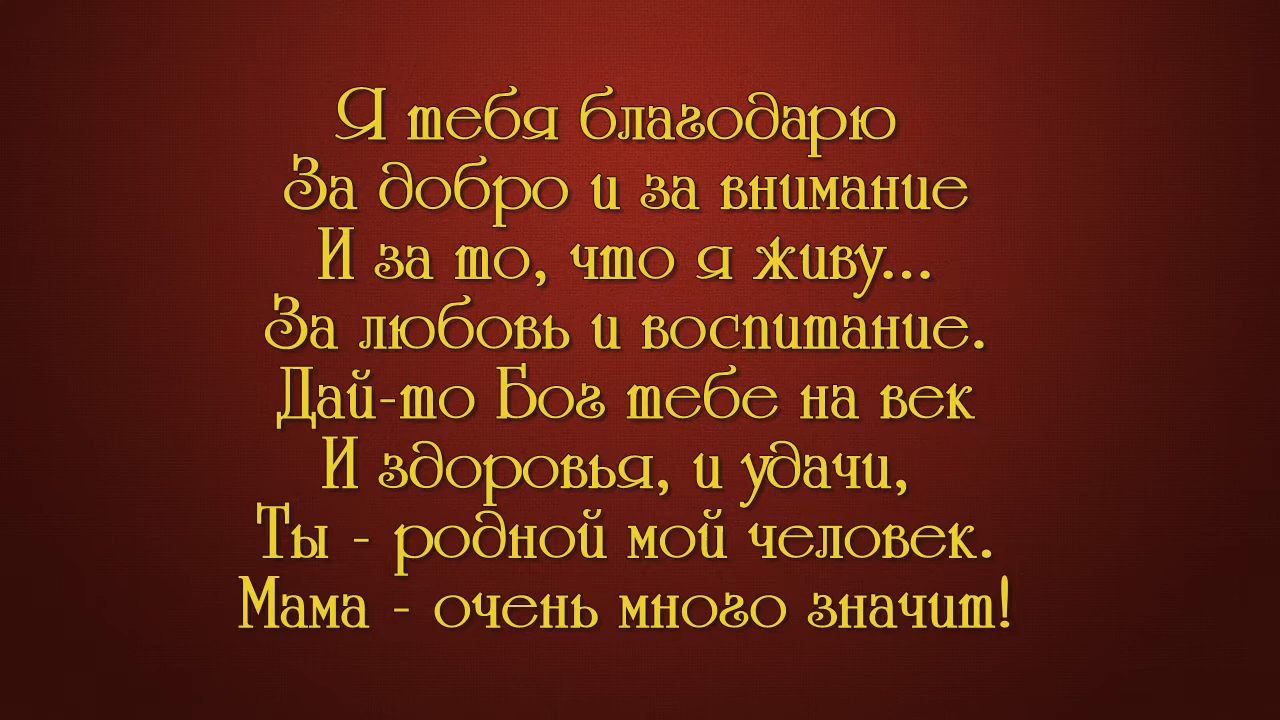 Я тебя благодарю
За добро и за внимание
И за то, что я живу...
За любовь и воспитание.
Дай-то Бог тебе на век
И здоровья, и удачи,
Ты - родной мой человек.
Мама - очень много значит!